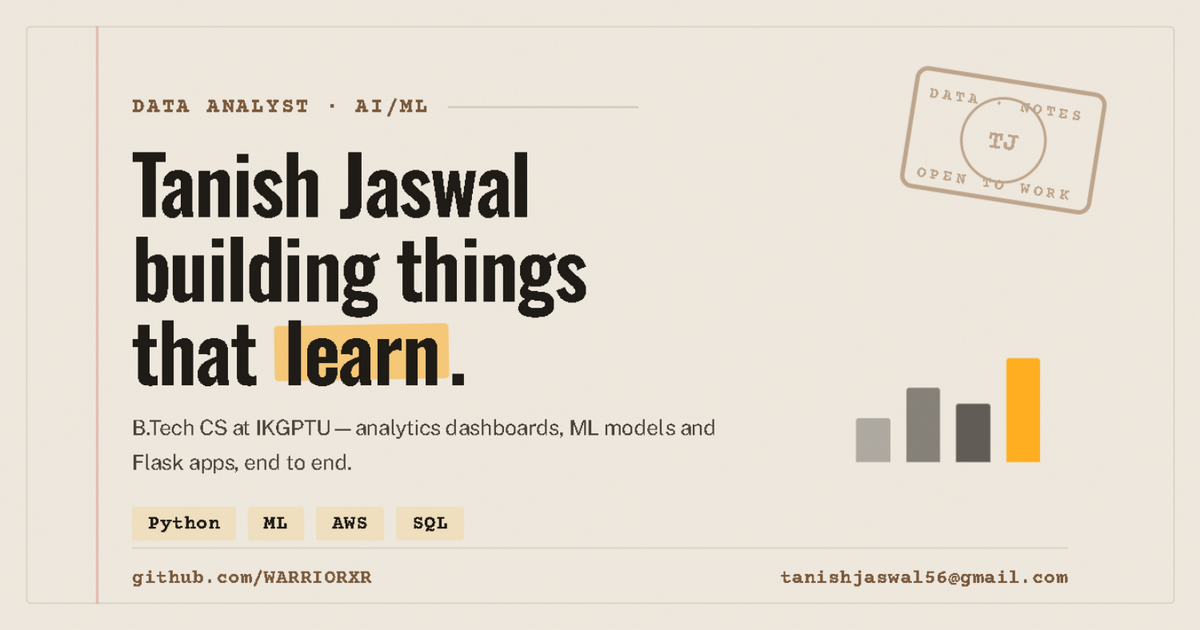 DATA ANALYST · AI/ML
DATA · NOTES
TJ
OPEN TO WORK
Tanish Jaswal
building things
that learn.
B.Tech CS at IKGPTU — analytics dashboards, ML models and
Flask apps, end to end.
Python ML AWS SQL
github.com/WARRIORXR
tanishjaswal56@gmail.com